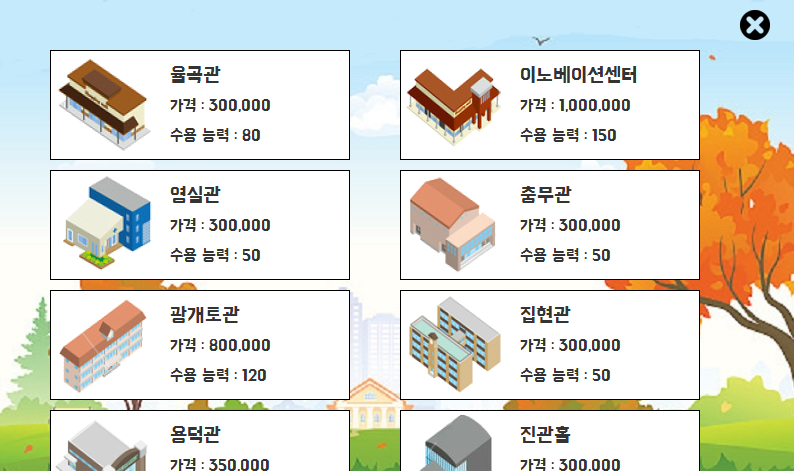 율곡관
가격 : 300,000
수용 능력 : 80
이노베이션센터
가격 : 1,000,000
수용 능력 : 150
영실관
가격 : 300,000
수용 능력 : 50
충무관
가격 : 300,000
수용 능력 : 50
광개토관
가격 : 800,000
수용 능력 : 120
집현관
가격 : 300,000
수용 능력 : 50
용덕관
가격 : 350,000
진관홀
가격 : 300,000